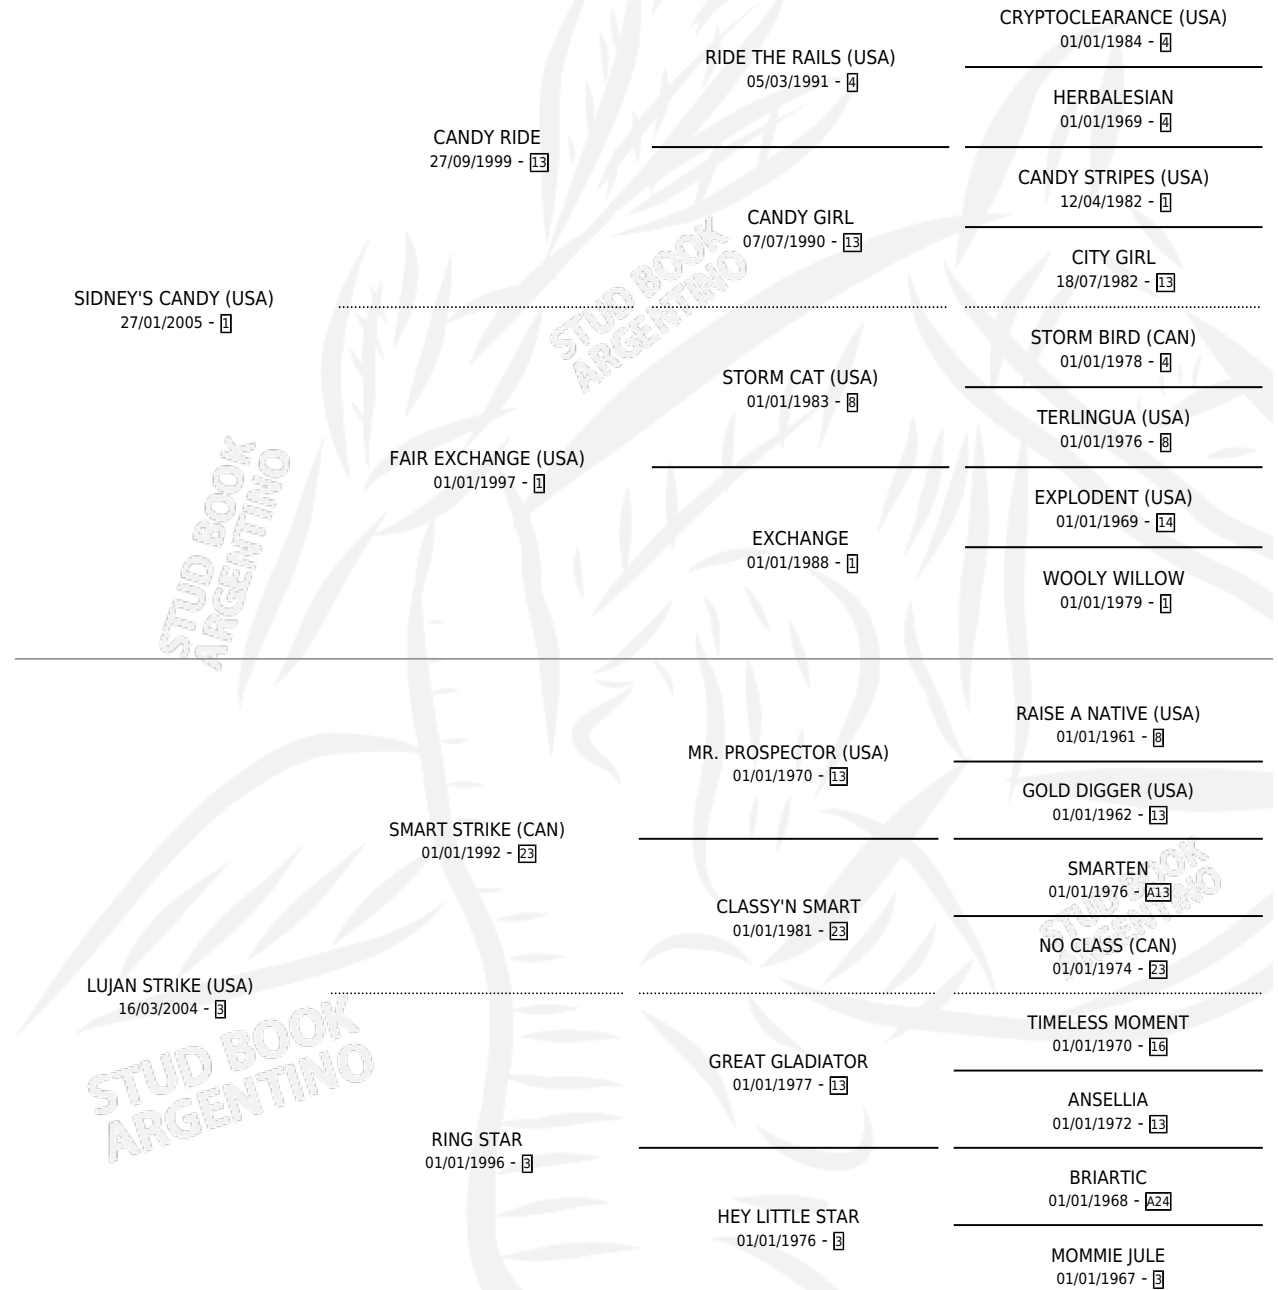 CRYPTOCLEARANCE (USA)
01/01/1984 - 4
RIDE THE RAILS (USA)
05/03/1991 - 4
HERBALESIAN
01/01/1969 - 4
CANDY RIDE
27/09/1999 - 13
CANDY STRIPES (USA)
12/04/1982 - 1
CANDY GIRL
07/07/1990 - 13
CITY GIRL
18/07/1982 - 13
SIDNEY'S CANDY (USA)
27/01/2005 - 1
STORM BIRD (CAN)
01/01/1978 - 4
STORM CAT (USA)
01/01/1983 - 8
TERLINGUA (USA)
01/01/1976 - 8
FAIR EXCHANGE (USA)
01/01/1997 - 1
EXPLODENT (USA)
01/01/1969 - 14
EXCHANGE
01/01/1988 - 1
WOOLY WILLOW
01/01/1979 - 1
RAISE A NATIVE (USA)
01/01/1961 - 8
MR. PROSPECTOR (USA)
01/01/1970 - 13
GOLD DIGGER (USA)
01/01/1962 - 13
SMART STRIKE (CAN)
01/01/1992 - 23
SMARTEN
01/01/1976 - A13
CLASSY'N SMART
01/01/1981 - 23
NO CLASS (CAN)
01/01/1974 - 23
LUJAN STRIKE (USA)
16/03/2004 - 3
TIMELESS MOMENT
01/01/1970 - 16
GREAT GLADIATOR
01/01/1977 - 13
ANSELLIA
01/01/1972 - 13
RING STAR
01/01/1996 - 3
BRIARTIC
01/01/1968 - A24
HEY LITTLE STAR
01/01/1976 - 3
MOMMIE JULE
01/01/1967 - 3
STUD BOOK
ARGENTINO
STUD BOOK
ARGENTINO
STUD BOOK
ARGENTINO
STUD BOOK
ARGENTINO